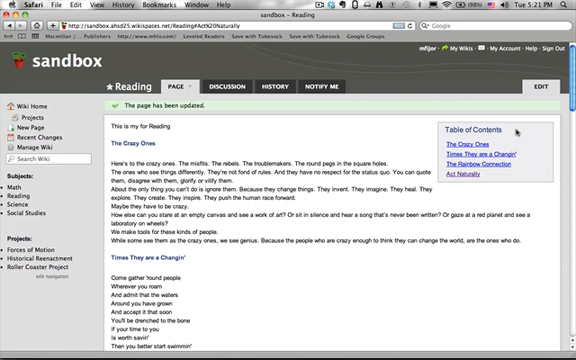 Safari File Edit View History Bookmarks Window Help Tue 5:21 PM
sandbox - Reading
http://sandbox.ahsd25.wikispaces.net/Reading#Act%20Naturally
Google
Macmillan / Publishers www.mhln.com/ Leveled Readers Save with Tubesock Save with Tubesock Google Groups
mfijor My Wikis My Account Help Sign Out
sandbox
Reading PAGE DISCUSSION HISTORY NOTIFY ME EDIT
Wiki Home
Projects
New Page
Recent Changes
Manage Wiki
Search Wiki
Subjects:
Math
Reading
Science
Social Studies
Projects:
Forces of Motion
Historical Reenactment
Roller Coaster Project
edit navigation
The page has been updated.
This is my for Reading
Table of Contents
The Crazy Ones
Times They are a Changin'
The Rainbow Connection
Act Naturally
The Crazy Ones
Here's to the crazy ones. The misfits. The rebels. The troublemakers. The round pegs in the square holes.
The ones who see things differently. They're not fond of rules. And they have no respect for the status quo. You can quote
them, disagree with them, glorify or vilify them.
About the only thing you can't do is ignore them. Because they change things. They invent. They imagine. They heal. They
explore. They create. They inspire. They push the human race forward.
Maybe they have to be crazy.
How else can you stare at an empty canvas and see a work of art? Or sit in silence and hear a song that's never been written? Or gaze at a red planet and see a
laboratory on wheels?
We make tools for these kinds of people.
While some see them as the crazy ones, we see genius. Because the people who are crazy enough to think they can change the world, are the ones who do.
Times They are a Changin'
Come gather 'round people
Wherever you roam
And admit that the waters
Around you have grown
And accept it that soon
You'll be drenched to the bone
If your time to you
Is worth savin'
Then you better start swimmin'